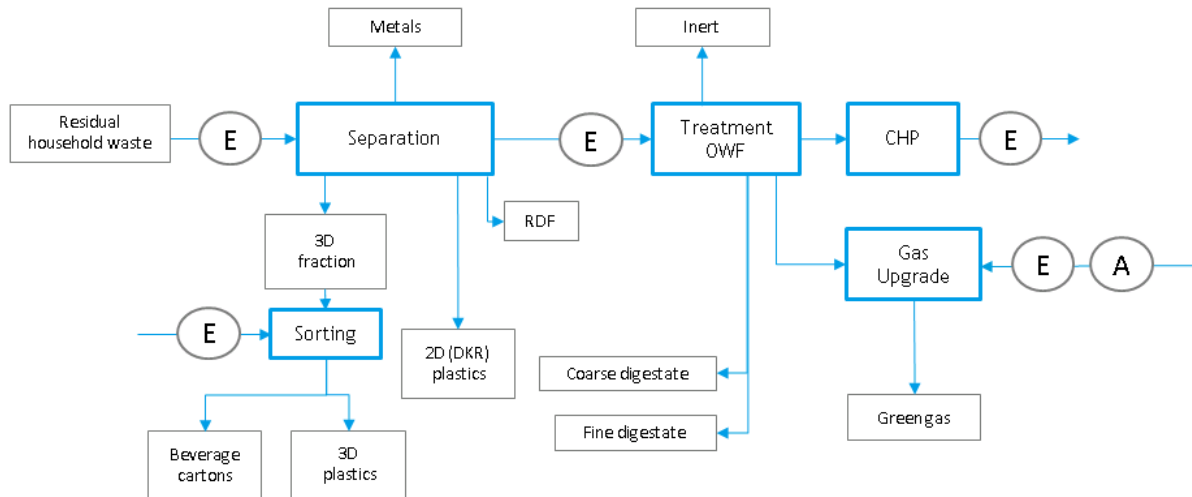 Metals
Inert
Residual
household waste
E
Separation
E
Treatment
OWF
CHP
E
3D
fraction
RDF
Gas
Upgrade
E
A
E
Sorting
2D (DKR)
plastics
Coarse digestate
Fine digestate
Greengas
Beverage
cartons
3D
plastics